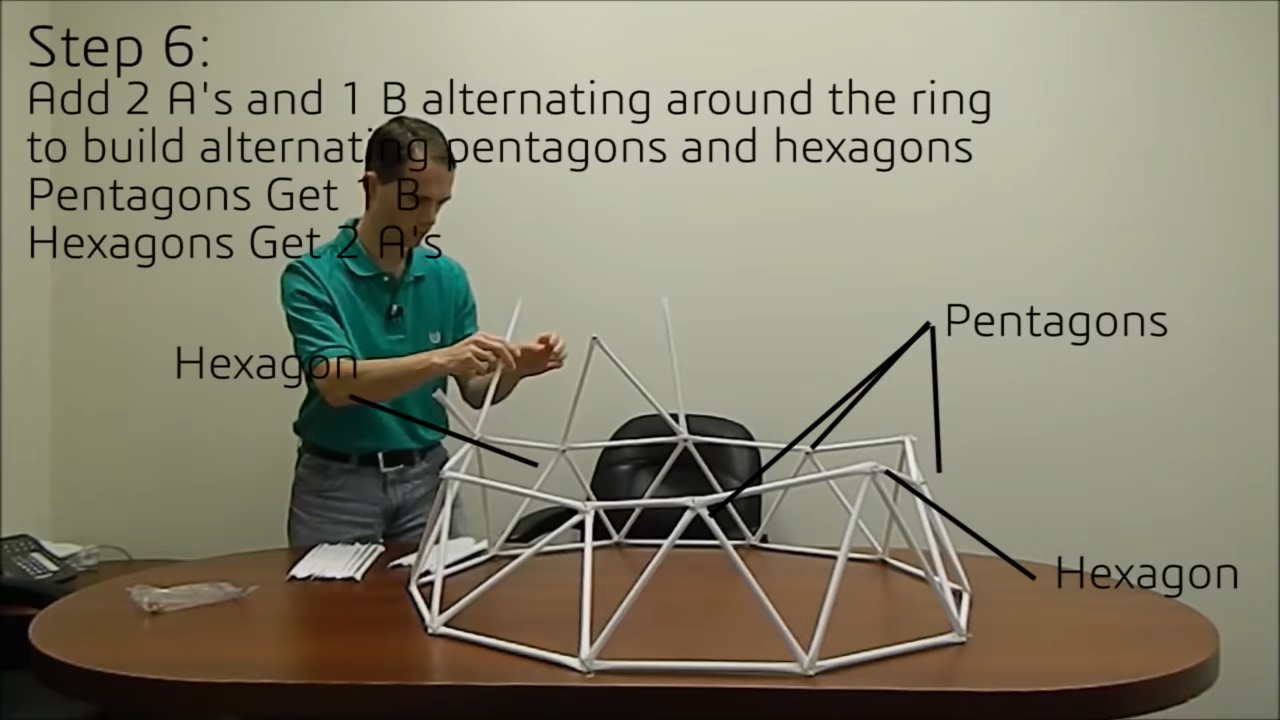 Step 6:
Add 2 A's and 1 B alternating around the ring
to build alternating pentagons and hexagons
Pentagons Get 1 B
Hexagons Get 2 A's
Pentagons
Hexagon
Hexagon